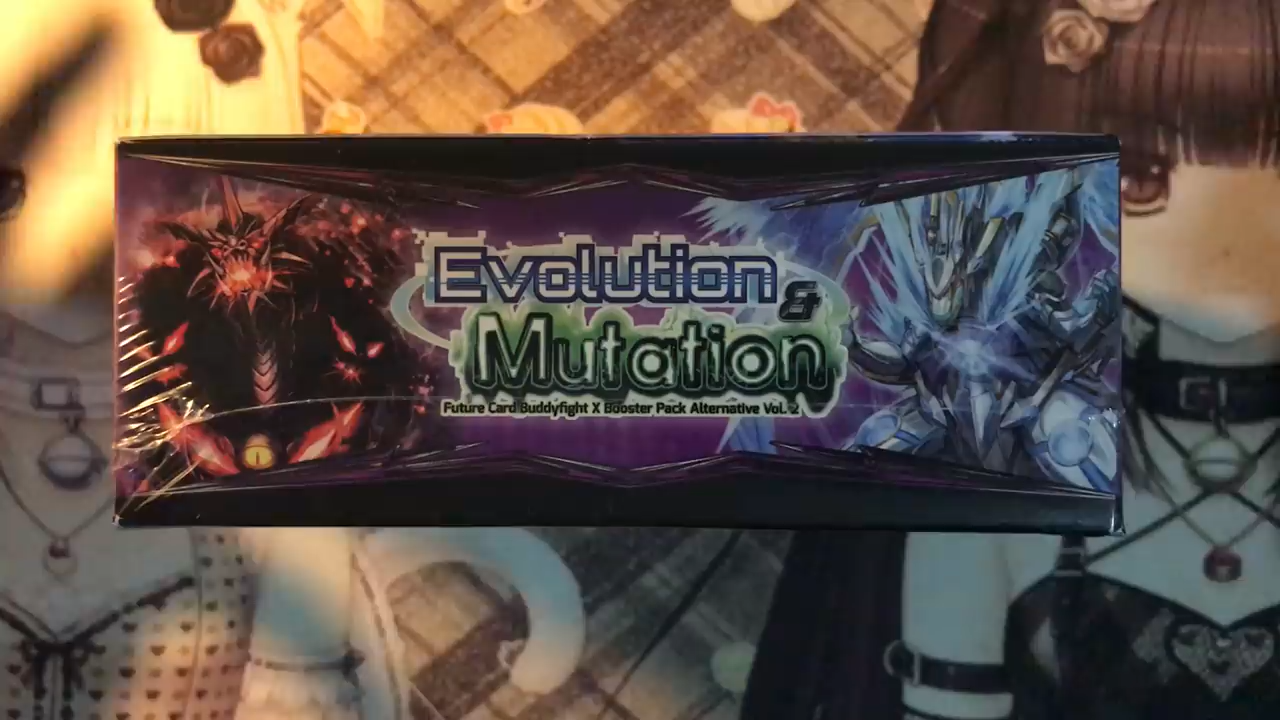 Evolution
&
Mutation
Future Card Buddyfight X Booster Pack Alternative Vol. 2